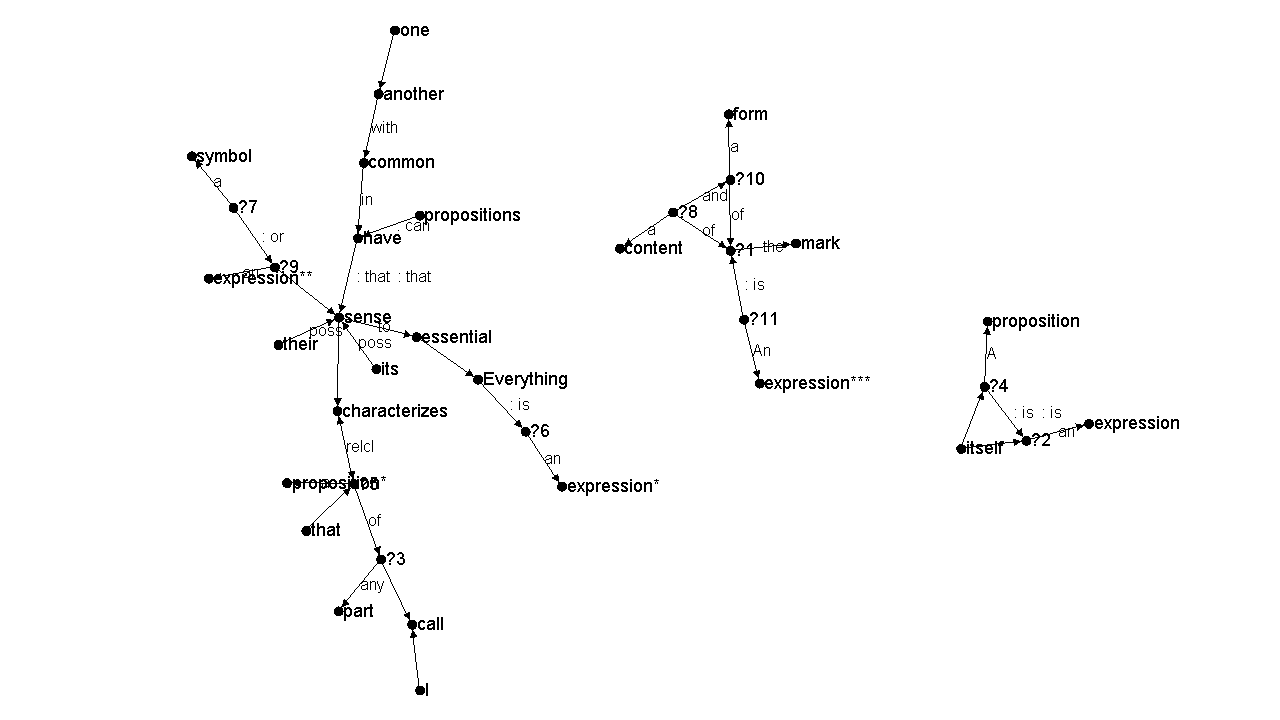 one
another
with
form
symbol
common
a
a
?10
in
and
?7
propositions
?8
of
can
: or
have
a
of
content
?1
the
mark
?9
an
expression**
: that : that
: is
sense
?11
proposition
to
poss
essential
their
poss
An
A
its
Everything
expression***
?4
: is
characterizes
: is : is
expression
?6
an
relcl
itself
?2
an
proposition*
?5
expression*
of
that
?3
any
part
call
I